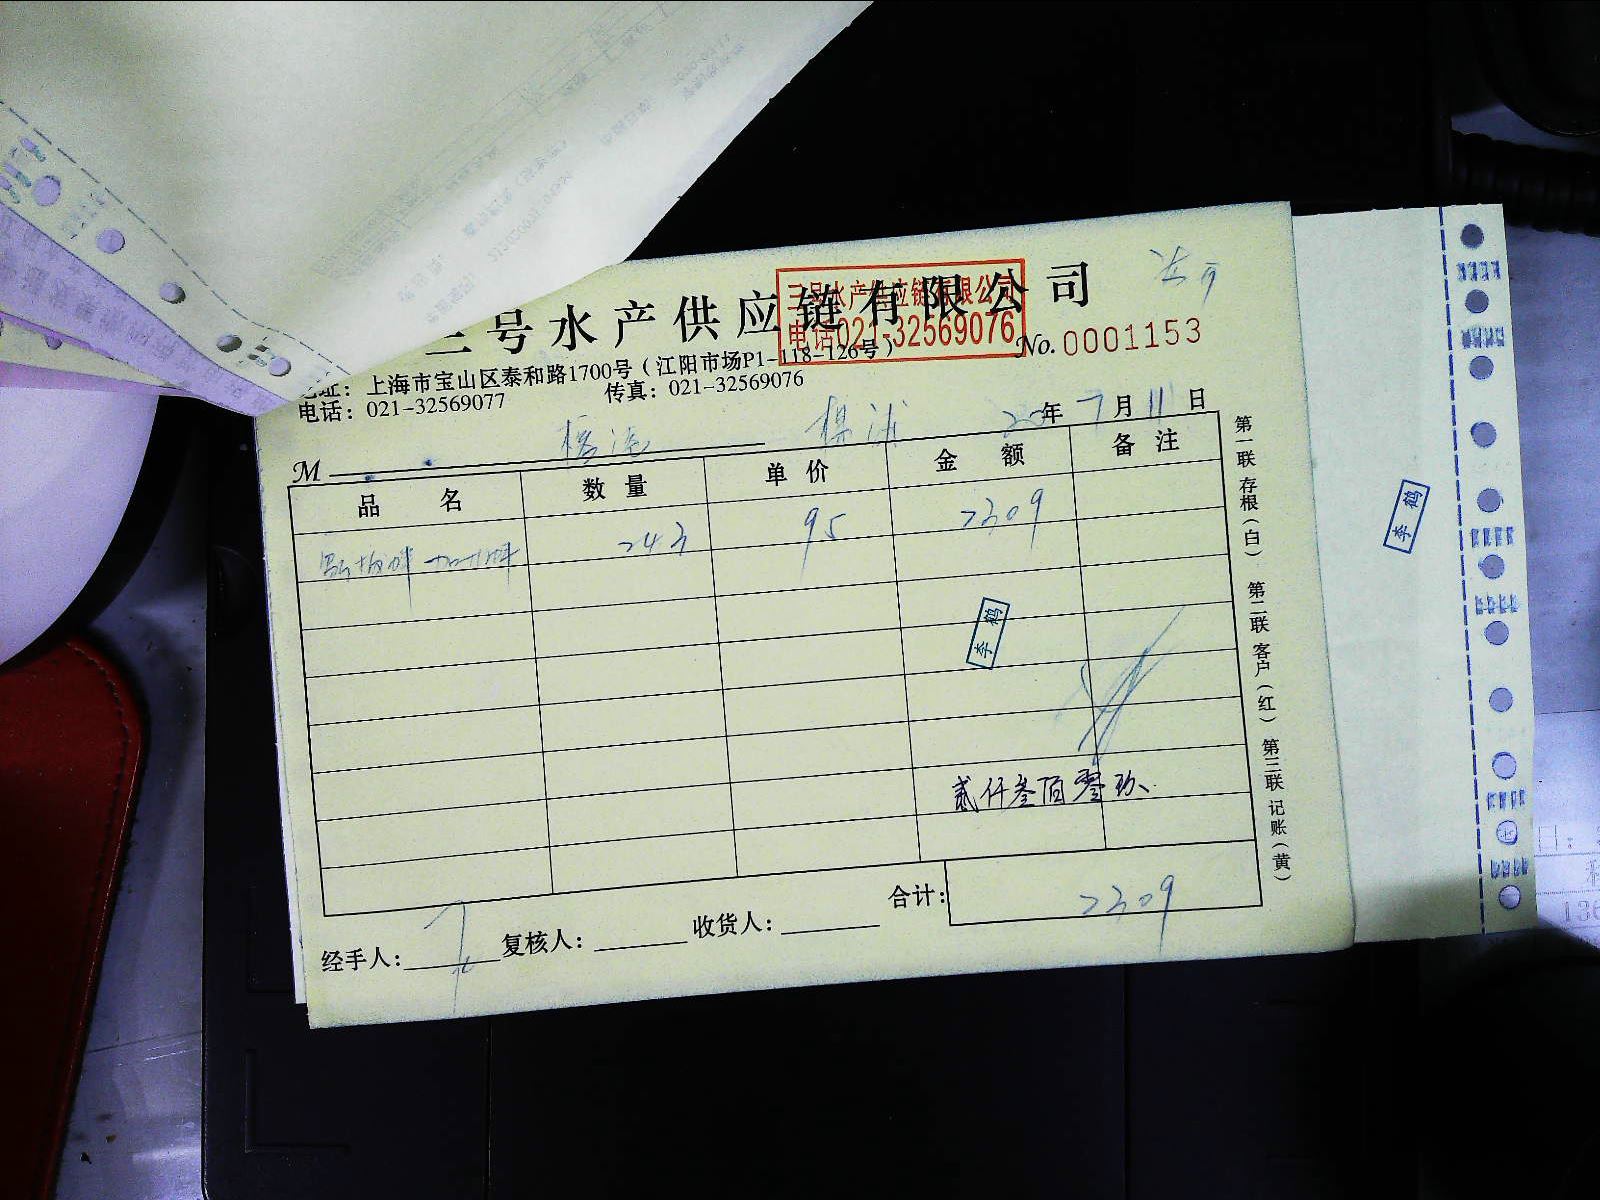 三号水产供应链有限公司
三号水产供应链有限公司
电话021-32569076
No. 0001153
地址：上海市宝山区泰和路1700号（江阳市场P1-118-126号）
电话：021-32569077 传真：021-32569076
年 7 月 11 日
M
品名 数量 单价 金额 备注
243 95 2309
李鹤
李鹤
贰仟叁佰零玖
合计： 2309
经手人： 复核人： 收货人：
第一联 存根（白） 第二联 客户（红） 第三联 记账（黄）